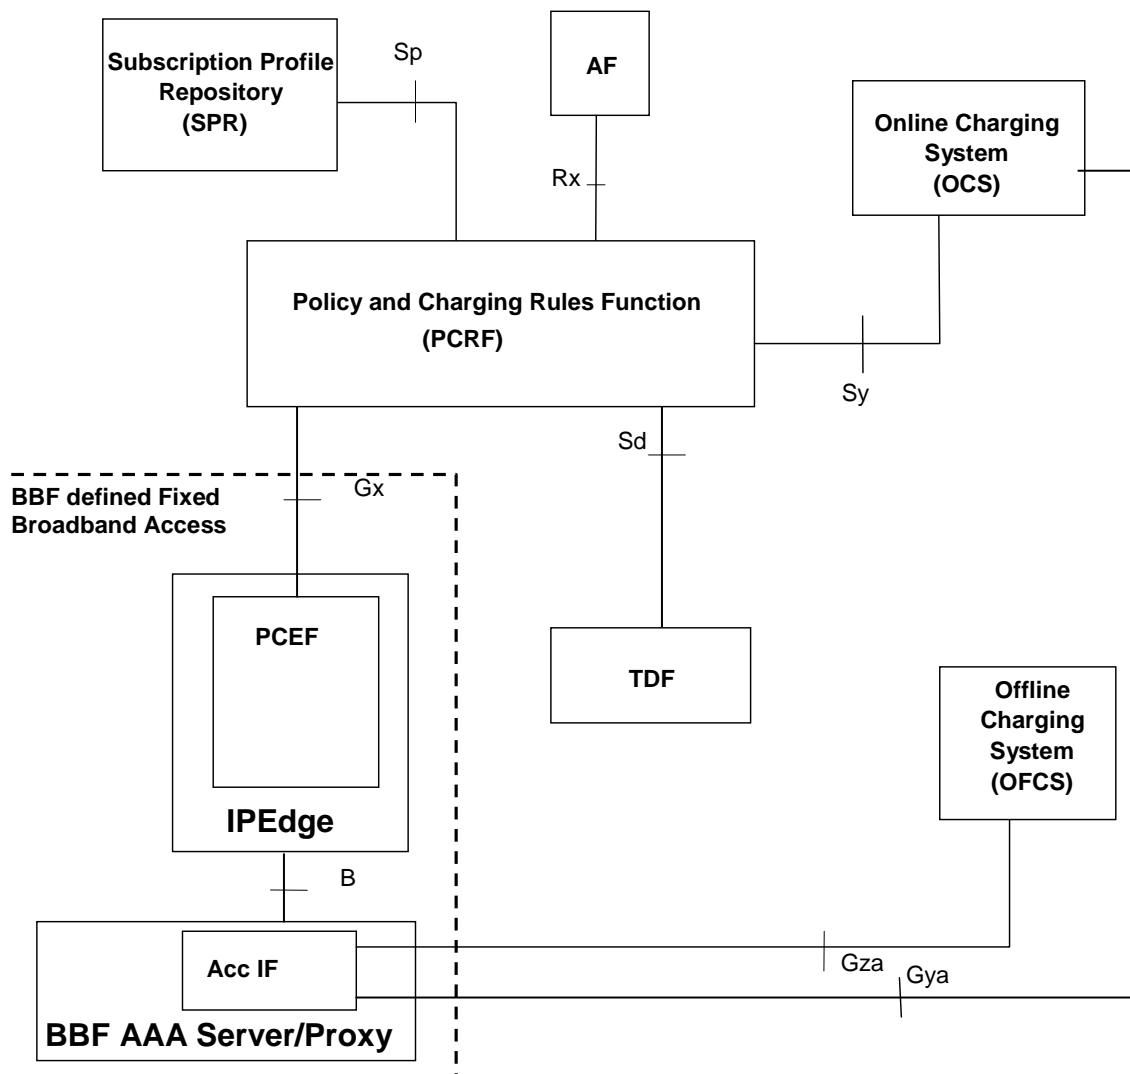 Subscription Profile
Repository
(SPR)
Sp
AF
Online Charging
System
(OCS)
Rx
Policy and Charging Rules Function
(PCRF)
Sy
Sd
Gx
BBF defined Fixed
Broadband Access
PCEF
TDF
Offline
Charging
System
(OFCS)
IPEdge
B
Acc IF
Gza
Gya
BBF AAA Server/Proxy